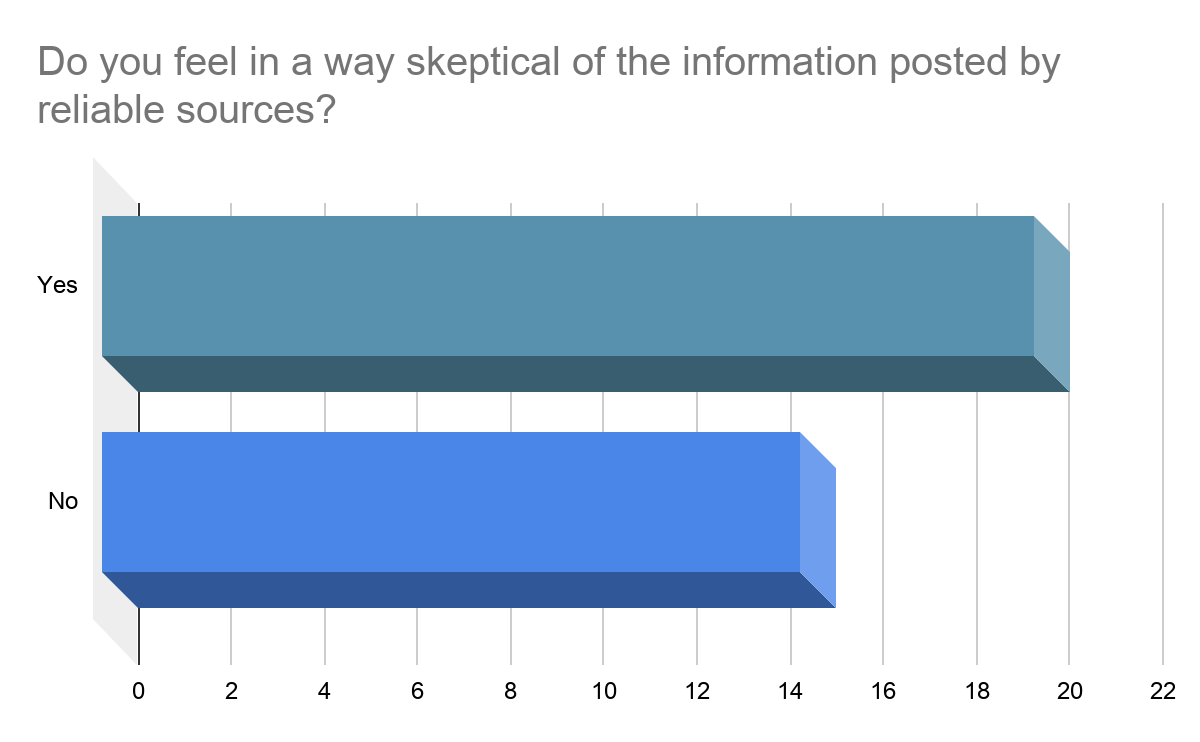 Do you feel in a way skeptical of the information posted by
reliable sources?
Yes
No
0 2 4 6 8 10 12 14 16 18 20 22